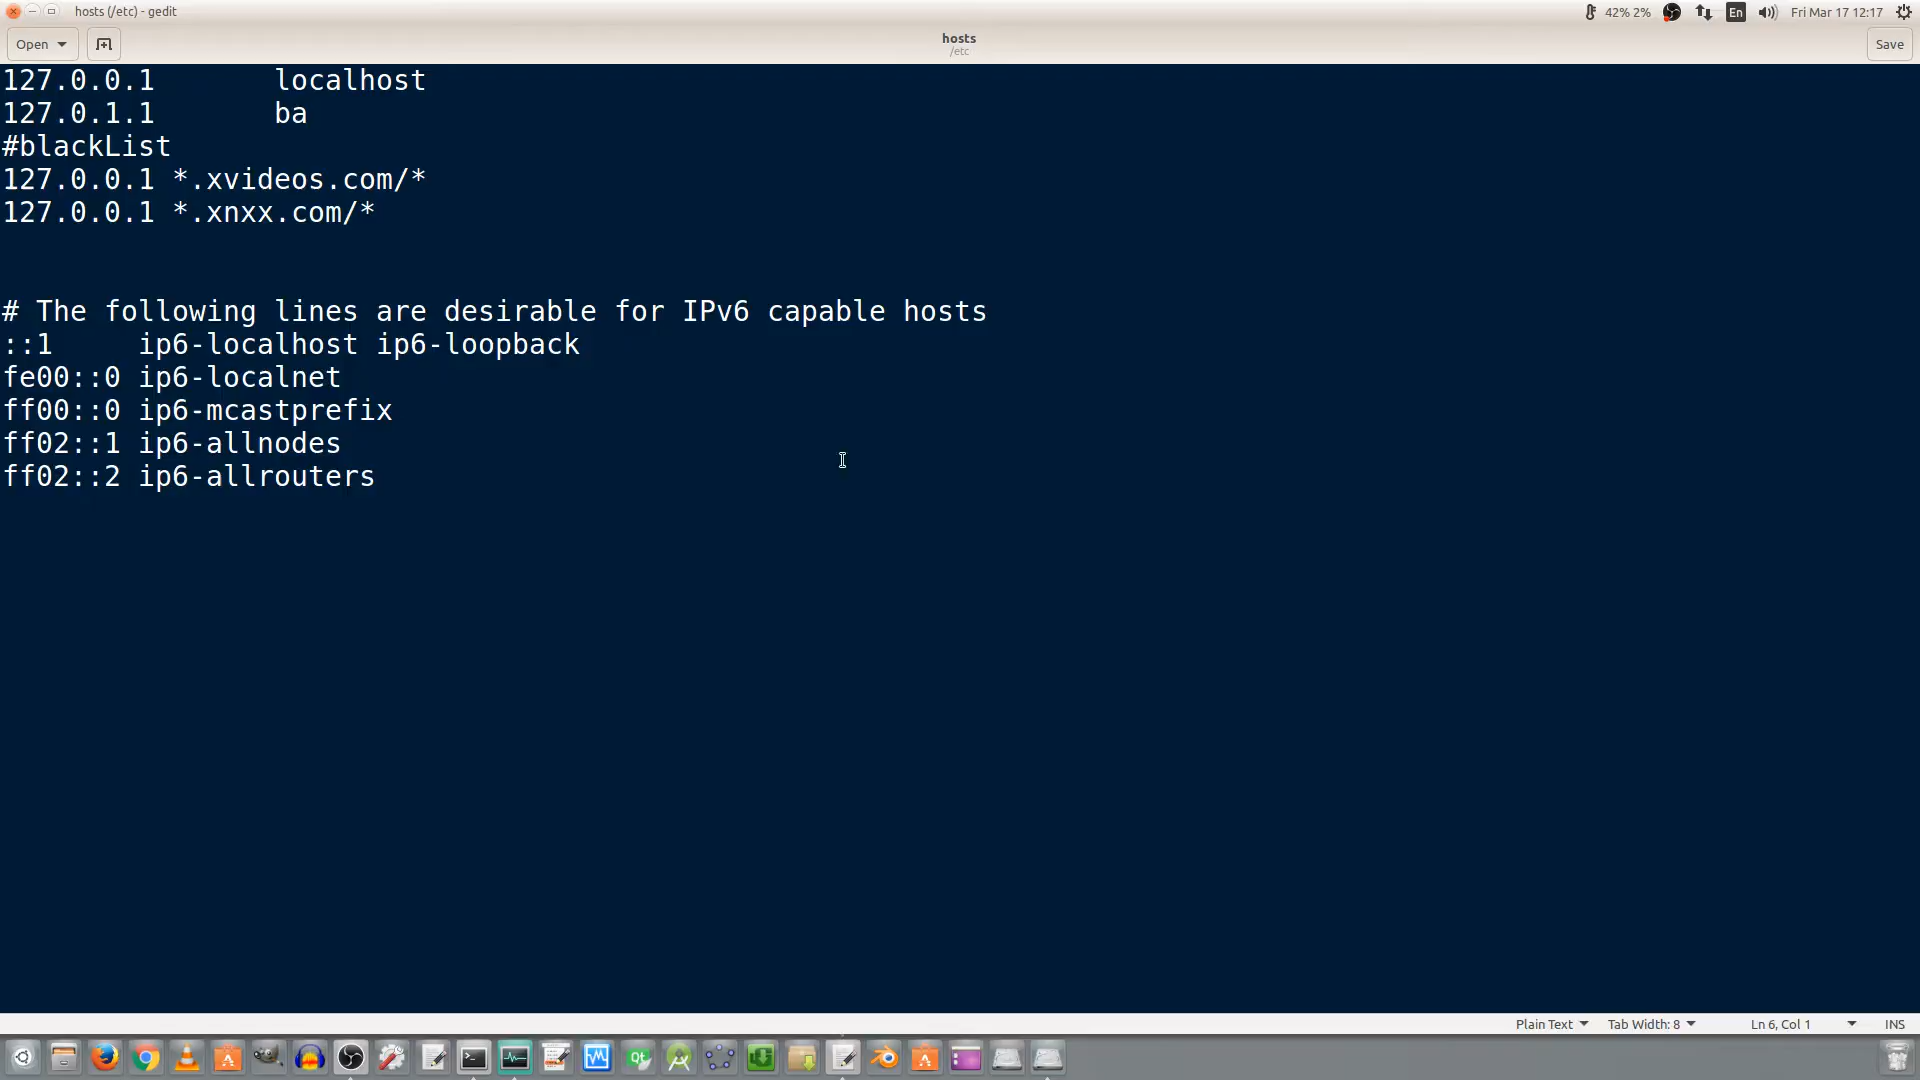 hosts (/etc) - gedit
42% 2%
En
Fri Mar 17 12:17
Open
hosts
/etc
Save
127.0.0.1       localhost
127.0.1.1       ba
#blackList
127.0.0.1 *.xvideos.com/*
127.0.0.1 *.xnxx.com/*
# The following lines are desirable for IPv6 capable hosts
::1     ip6-localhost ip6-loopback
fe00::0 ip6-localnet
ff00::0 ip6-mcastprefix
ff02::1 ip6-allnodes
ff02::2 ip6-allrouters
Plain Text
Tab Width: 8
Ln 6, Col 1
INS
Qt